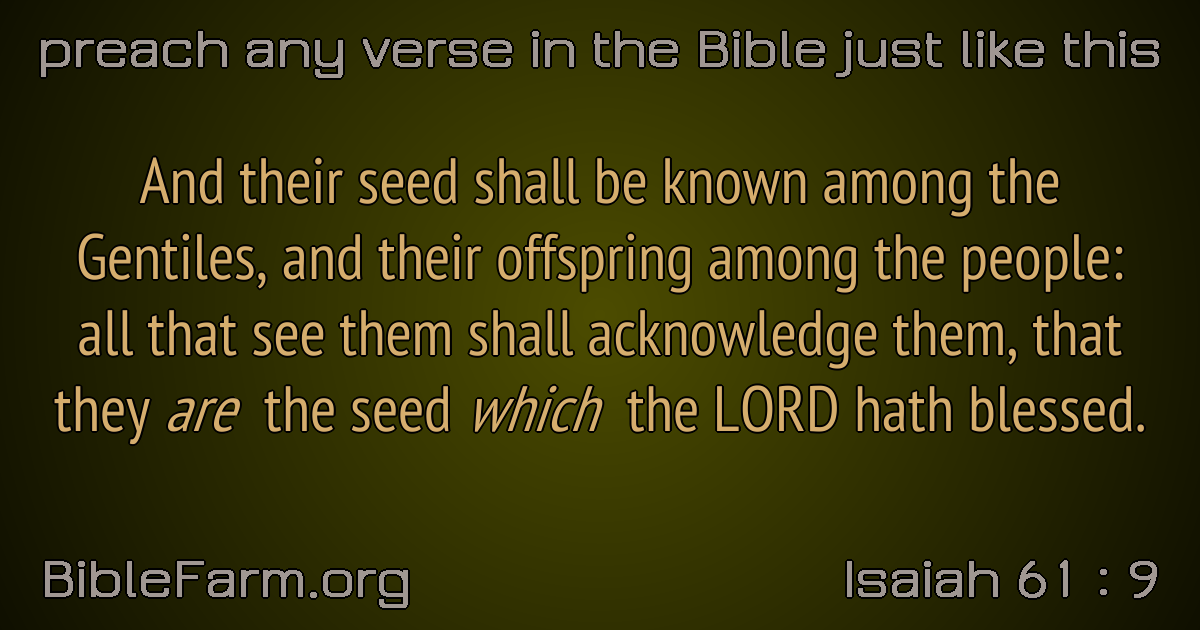 preach any verse in the Bible just like this
And their seed shall be known among the
Gentiles, and their offspring among the people:
all that see them shall acknowledge them, that
they are the seed which the LORD hath blessed.
BibleFarm.org
Isaiah 61 : 9